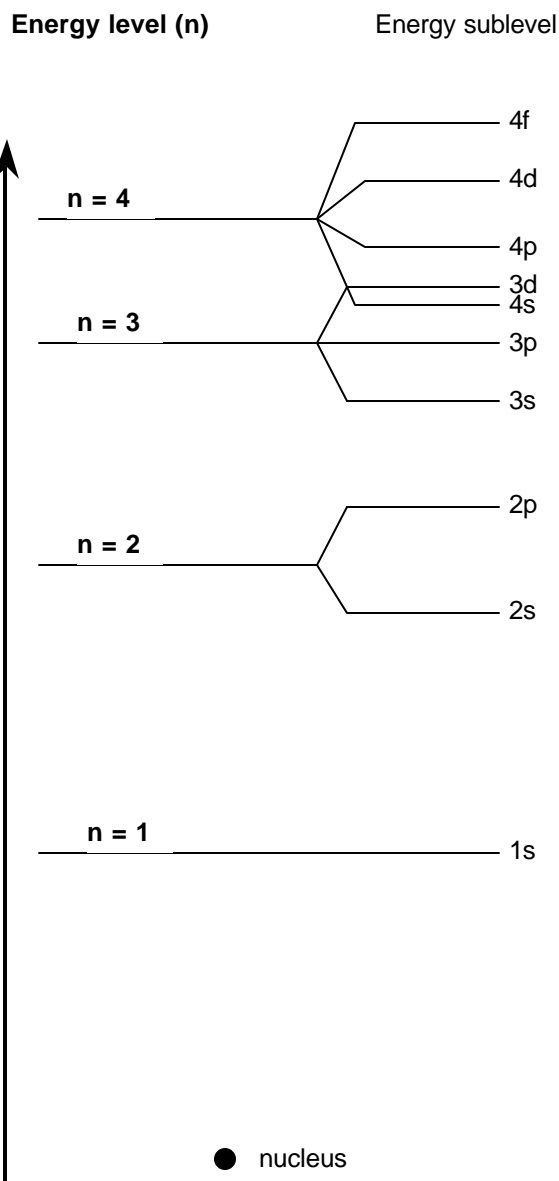 Energy level (n) Energy sublevel
4f
4d
n = 4
4p
3d
4s
n = 3
3p
3s
2p
n = 2
2s
n = 1
1s
nucleus